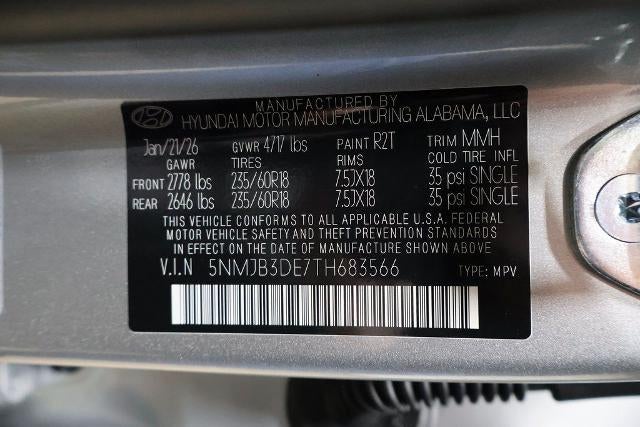 MANUFACTURED BY
HYUNDAI MOTOR MANUFACTURING ALABAMA, LLC
Jan/21/26 GVWR 4717 lbs PAINT R2T TRIM MMH
GAWR TIRES RIMS COLD TIRE INFL
FRONT 2778 lbs 235/60R18 7.5JX18 35 psi SINGLE
REAR 2646 lbs 235/60R18 7.5JX18 35 psi SINGLE
THIS VEHICLE CONFORMS TO ALL APPLICABLE U.S.A. FEDERAL
MOTOR VEHICLE SAFETY AND THEFT PREVENTION STANDARDS
IN EFFECT ON THE DATE OF MANUFACTURE SHOWN ABOVE.
V.I.N 5NMJB3DE7TH683566 TYPE: MPV